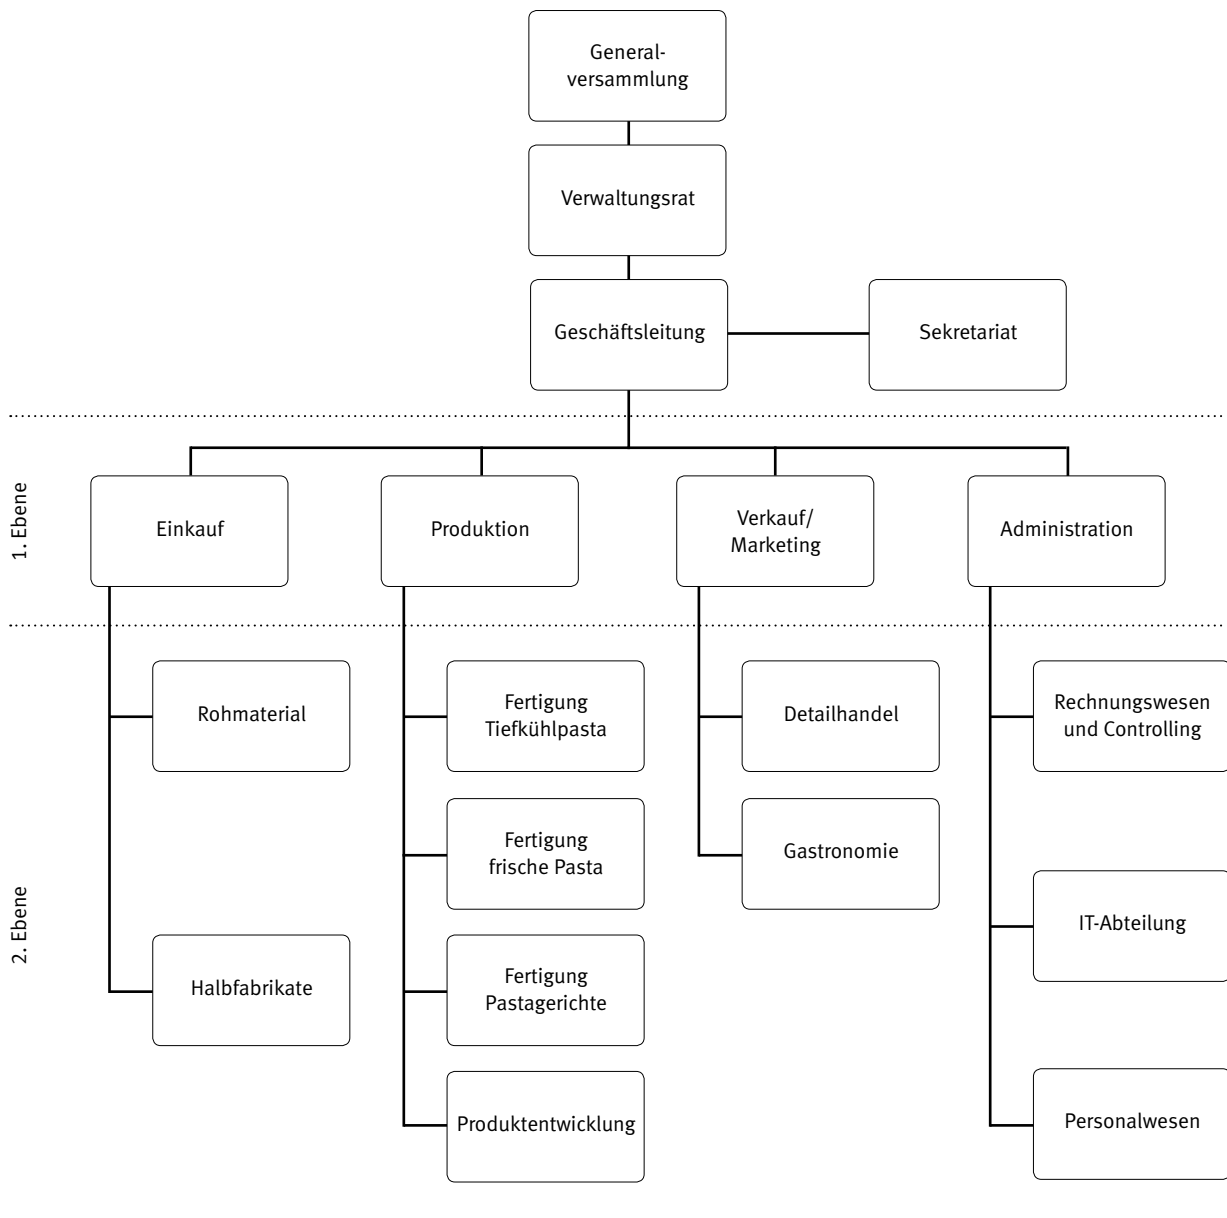 General-
versammlung
Verwaltungsrat
Geschäftsleitung
Sekretariat
1. Ebene
Einkauf
Produktion
Verkauf/
Marketing
Administration
2. Ebene
Rohmaterial
Halbfabrikate
Fertigung
Tiefkühlpasta
Fertigung
frische Pasta
Fertigung
Pastagerichte
Produktentwicklung
Detailhandel
Gastronomie
Rechnungswesen
und Controlling
IT-Abteilung
Personalwesen